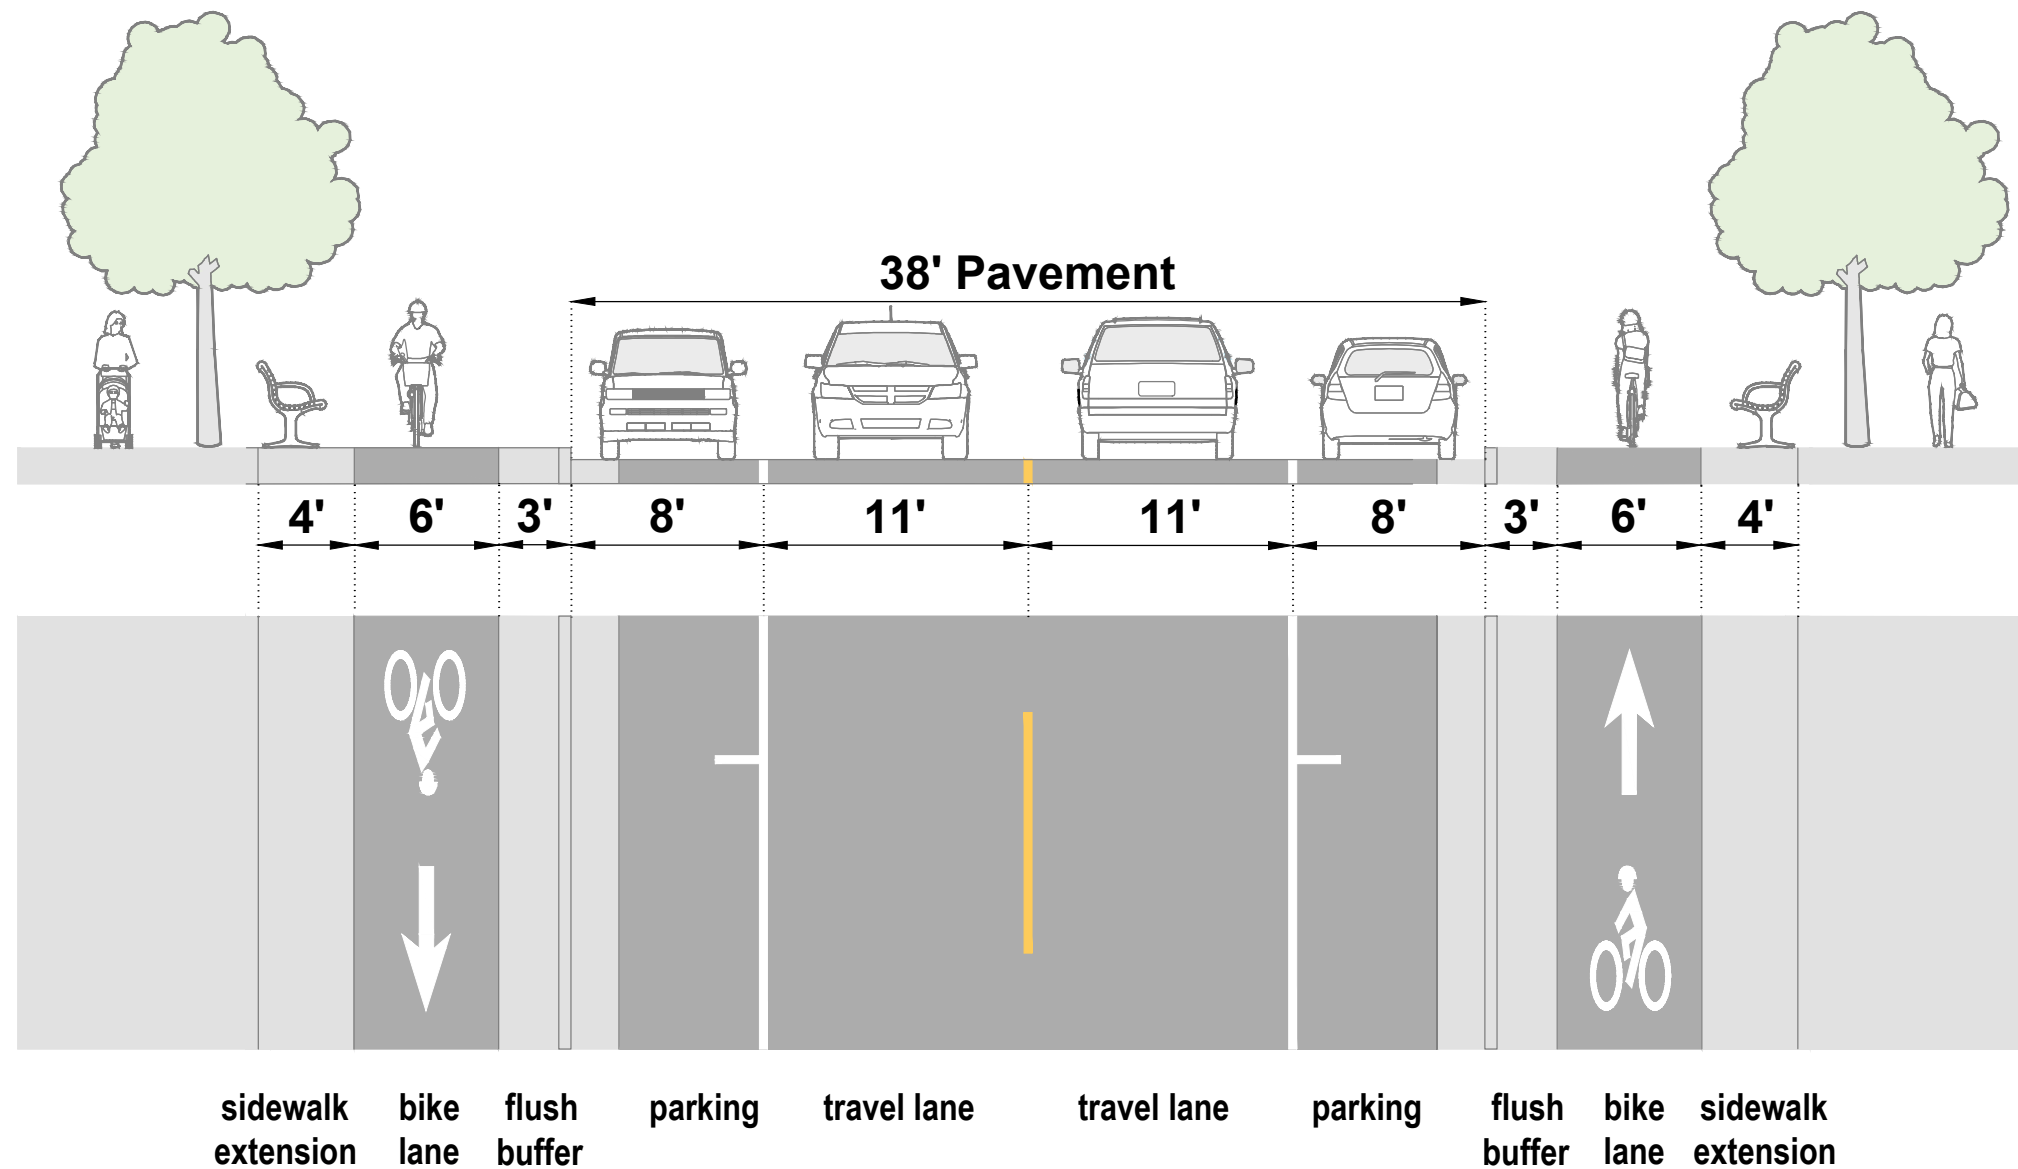 38' Pavement
4' 6' 3' 8' 11' 11' 8' 3' 6' 4'
sidewalk extension
bike lane
flush buffer
parking
travel lane
travel lane
parking
flush buffer
bike lane
sidewalk extension